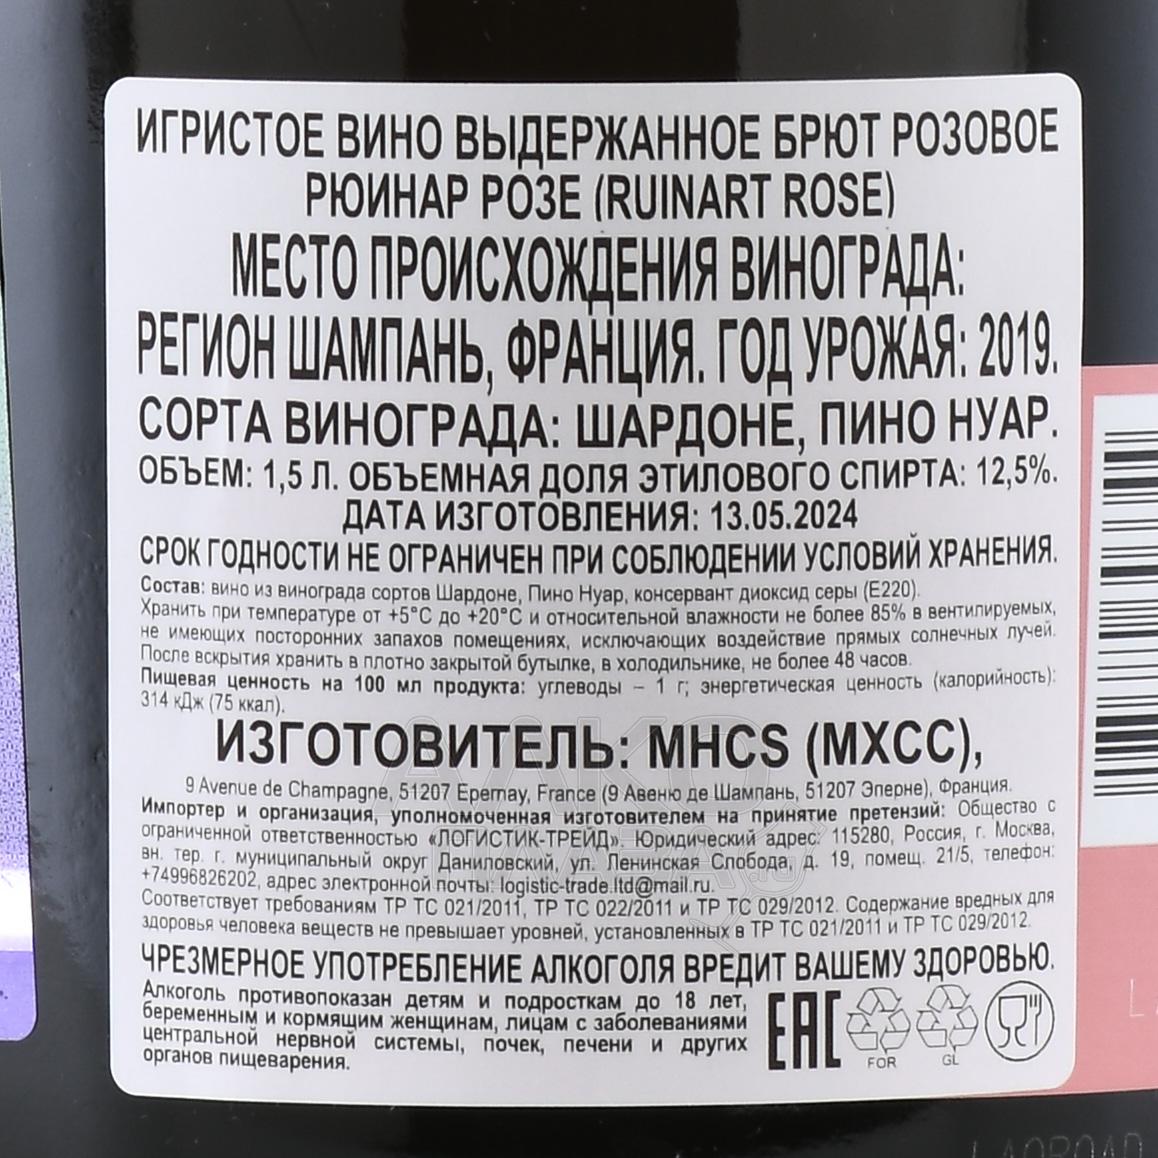 ИГРИСТОЕ ВИНО ВЫДЕРЖАННОЕ БРЮТ РОЗОВОЕ
РЮИНАР РОЗЕ (RUINART ROSE)
МЕСТО ПРОИСХОЖДЕНИЯ ВИНОГРАДА:
РЕГИОН ШАМПАНЬ, ФРАНЦИЯ. ГОД УРОЖАЯ: 2019.
СОРТА ВИНОГРАДА: ШАРДОНЕ, ПИНО НУАР.
ОБЪЕМ: 1,5 Л. ОБЪЕМНАЯ ДОЛЯ ЭТИЛОВОГО СПИРТА: 12,5%.
ДАТА ИЗГОТОВЛЕНИЯ: 13.05.2024
СРОК ГОДНОСТИ НЕ ОГРАНИЧЕН ПРИ СОБЛЮДЕНИИ УСЛОВИЙ ХРАНЕНИЯ.
Состав: вино из винограда сортов Шардоне, Пино Нуар, консервант диоксид серы (Е220).
Хранить при температуре от +5°С до +20°С и относительной влажности не более 85% в вентилируемых,
не имеющих посторонних запахов помещениях, исключающих воздействие прямых солнечных лучей.
После вскрытия хранить в плотно закрытой бутылке, в холодильнике, не более 48 часов.
Пищевая ценность на 100 мл продукта: углеводы – 1 г; энергетическая ценность (калорийность):
314 кДж (75 ккал).
ИЗГОТОВИТЕЛЬ: MHCS (МХСС),
9 Avenue de Champagne, 51207 Epernay, France (9 Авеню де Шампань, 51207 Эперне), Франция.
Импортер и организация, уполномоченная изготовителем на принятие претензий: Общество с
ограниченной ответственностью «ЛОГИСТИК-ТРЕЙД». Юридический адрес: 115280, Россия, г. Москва,
вн. тер. г. муниципальный округ Даниловский, ул. Ленинская Слобода, д. 19, помещ. 21/5, телефон:
+74996826202, адрес электронной почты: logistic-trade.ltd@mail.ru.
Соответствует требованиям ТР ТС 021/2011, ТР ТС 022/2011 и ТР ТС 029/2012. Содержание вредных для
здоровья человека веществ не превышает уровней, установленных в ТР ТС 021/2011 и ТР ТС 029/2012.
ЧРЕЗМЕРНОЕ УПОТРЕБЛЕНИЕ АЛКОГОЛЯ ВРЕДИТ ВАШЕМУ ЗДОРОВЬЮ.
Алкоголь противопоказан детям и подросткам до 18 лет,
беременным и кормящим женщинам, лицам с заболеваниями
центральной нервной системы, почек, печени и других
органов пищеварения.
EAC
FOR
GL